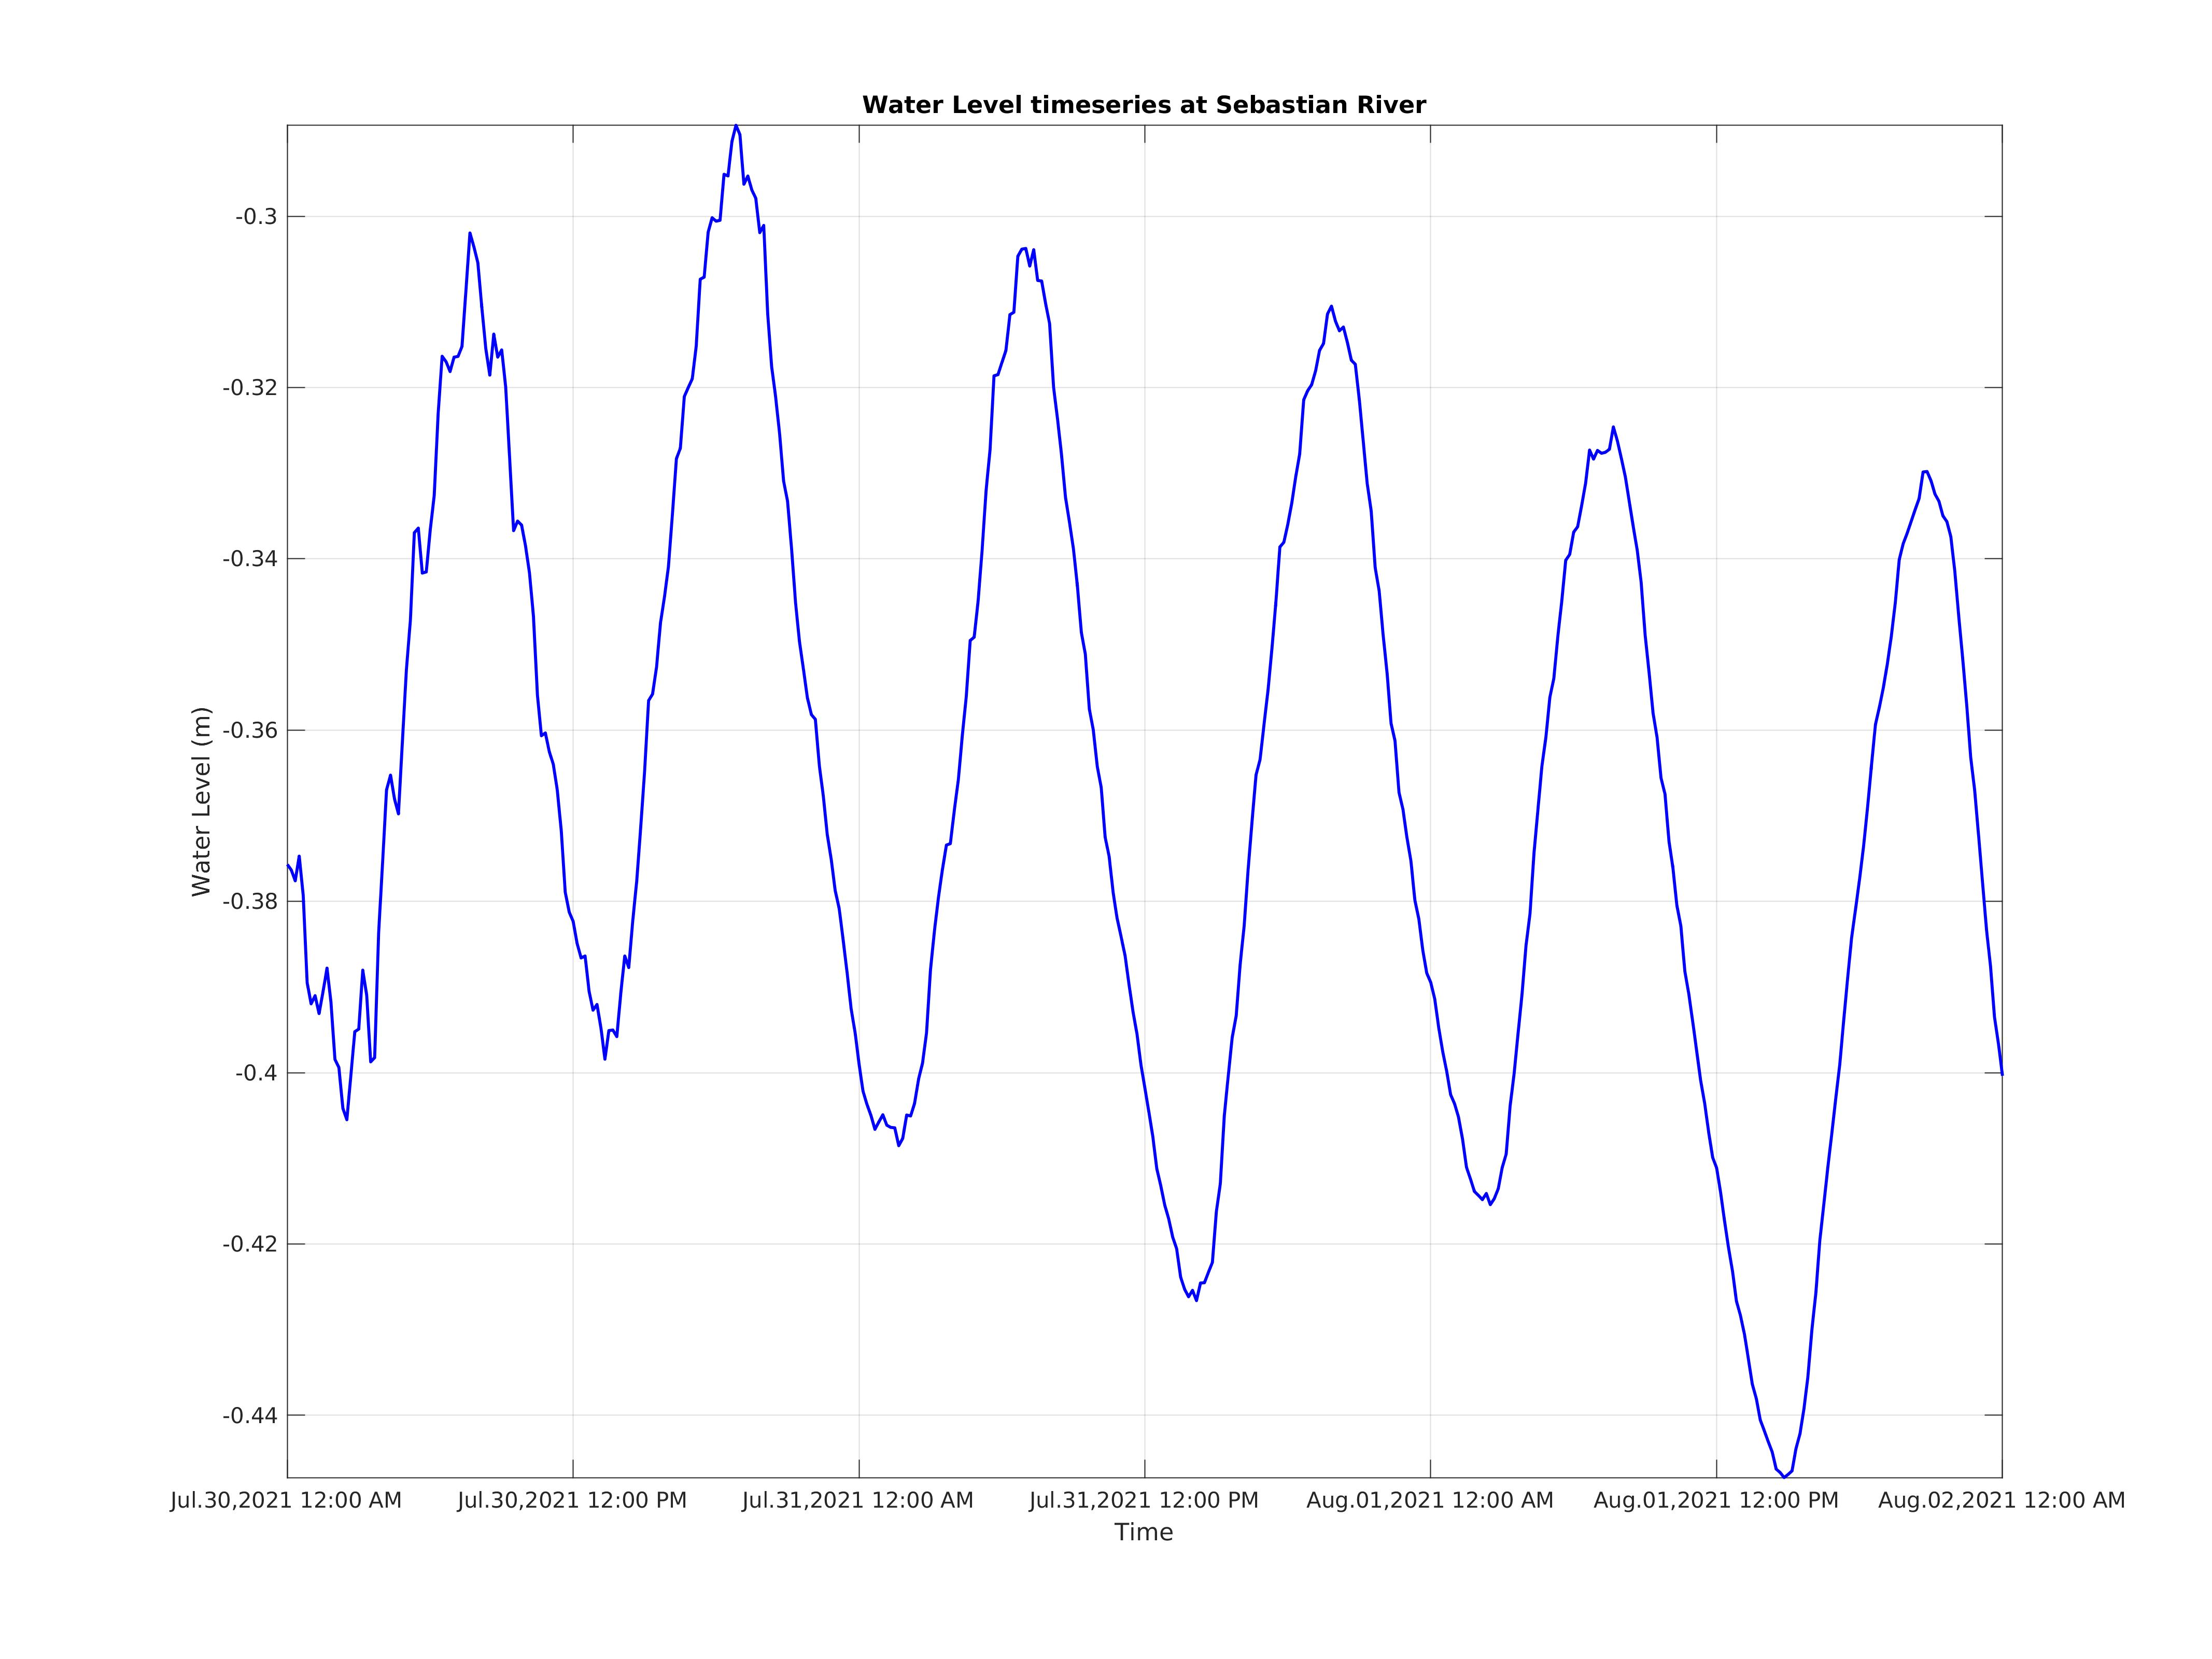 Water Level timeseries at Sebastian River
-0.3
-0.32
-0.34
-0.36
-0.38
-0.4
-0.42
-0.44
Water Level (m)
Jul.30,2021 12:00 AM
Jul.30,2021 12:00 PM
Jul.31,2021 12:00 AM
Jul.31,2021 12:00 PM
Aug.01,2021 12:00 AM
Aug.01,2021 12:00 PM
Aug.02,2021 12:00 AM
Time